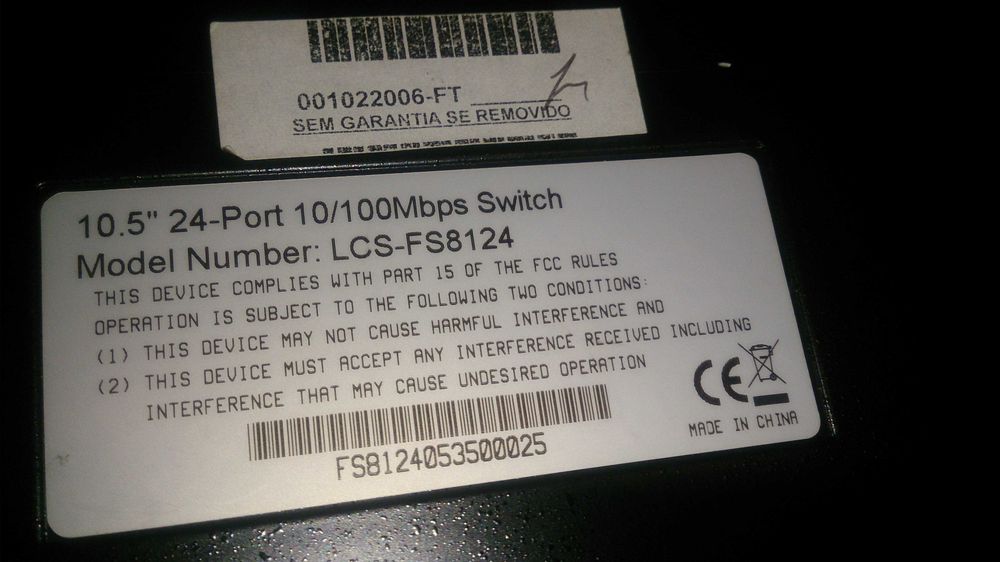 001022006-FT
SEM GARANTIA SE REMOVIDO
10.5" 24-Port 10/100Mbps Switch
Model Number: LCS-FS8124
THIS DEVICE COMPLIES WITH PART 15 OF THE FCC RULES
OPERATION IS SUBJECT TO THE FOLLOWING TWO CONDITIONS:
(1) THIS DEVICE MAY NOT CAUSE HARMFUL INTERFERENCE AND
(2) THIS DEVICE MUST ACCEPT ANY INTERFERENCE RECEIVED INCLUDING
INTERFERENCE THAT MAY CAUSE UNDESIRED OPERATION
CE
FS8124053500025
MADE IN CHINA